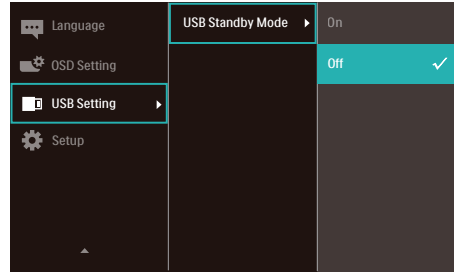 Language
OSD Setting
USB Setting
Setup
USB Standby Mode
On
Off